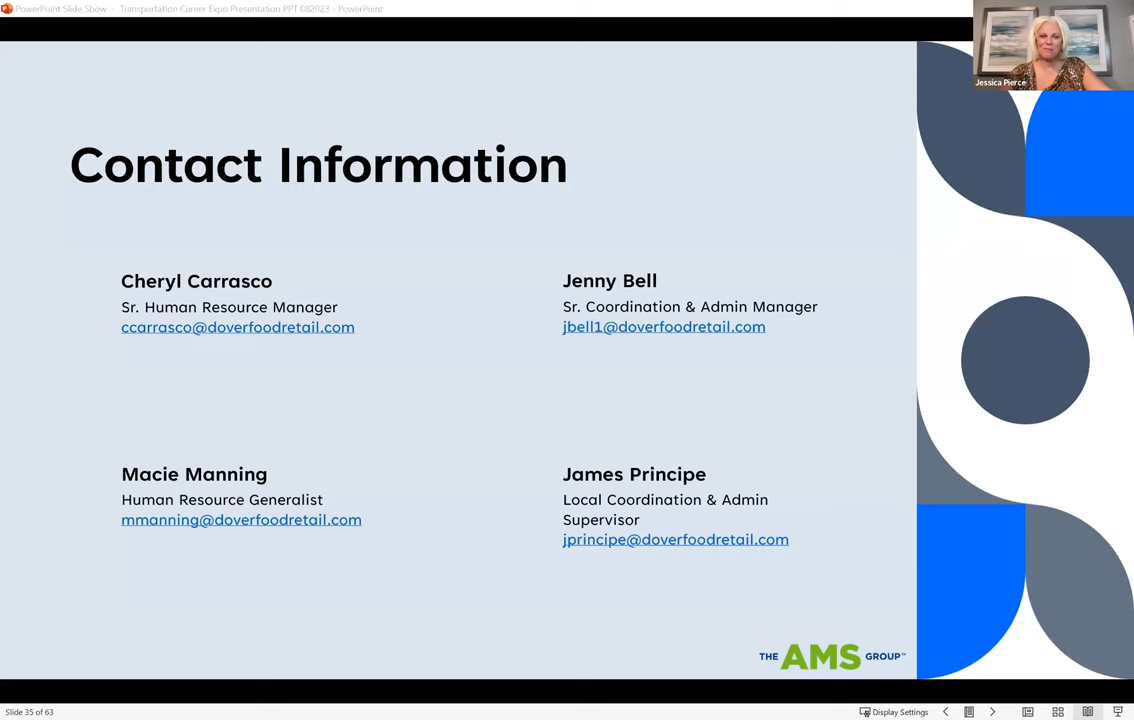 PowerPoint Slide Show - Transportation Career Expo Presentation PPT 082923 - PowerPoint
Jessica Pierce
Contact Information
Cheryl Carrasco
Sr. Human Resource Manager
ccarrasco@doverfoodretail.com
Jenny Bell
Sr. Coordination & Admin Manager
jbell1@doverfoodretail.com
Macie Manning
Human Resource Generalist
mmanning@doverfoodretail.com
James Principe
Local Coordination & Admin
Supervisor
jprincipe@doverfoodretail.com
THE AMS GROUP™
Slide 35 of 63
Display Settings